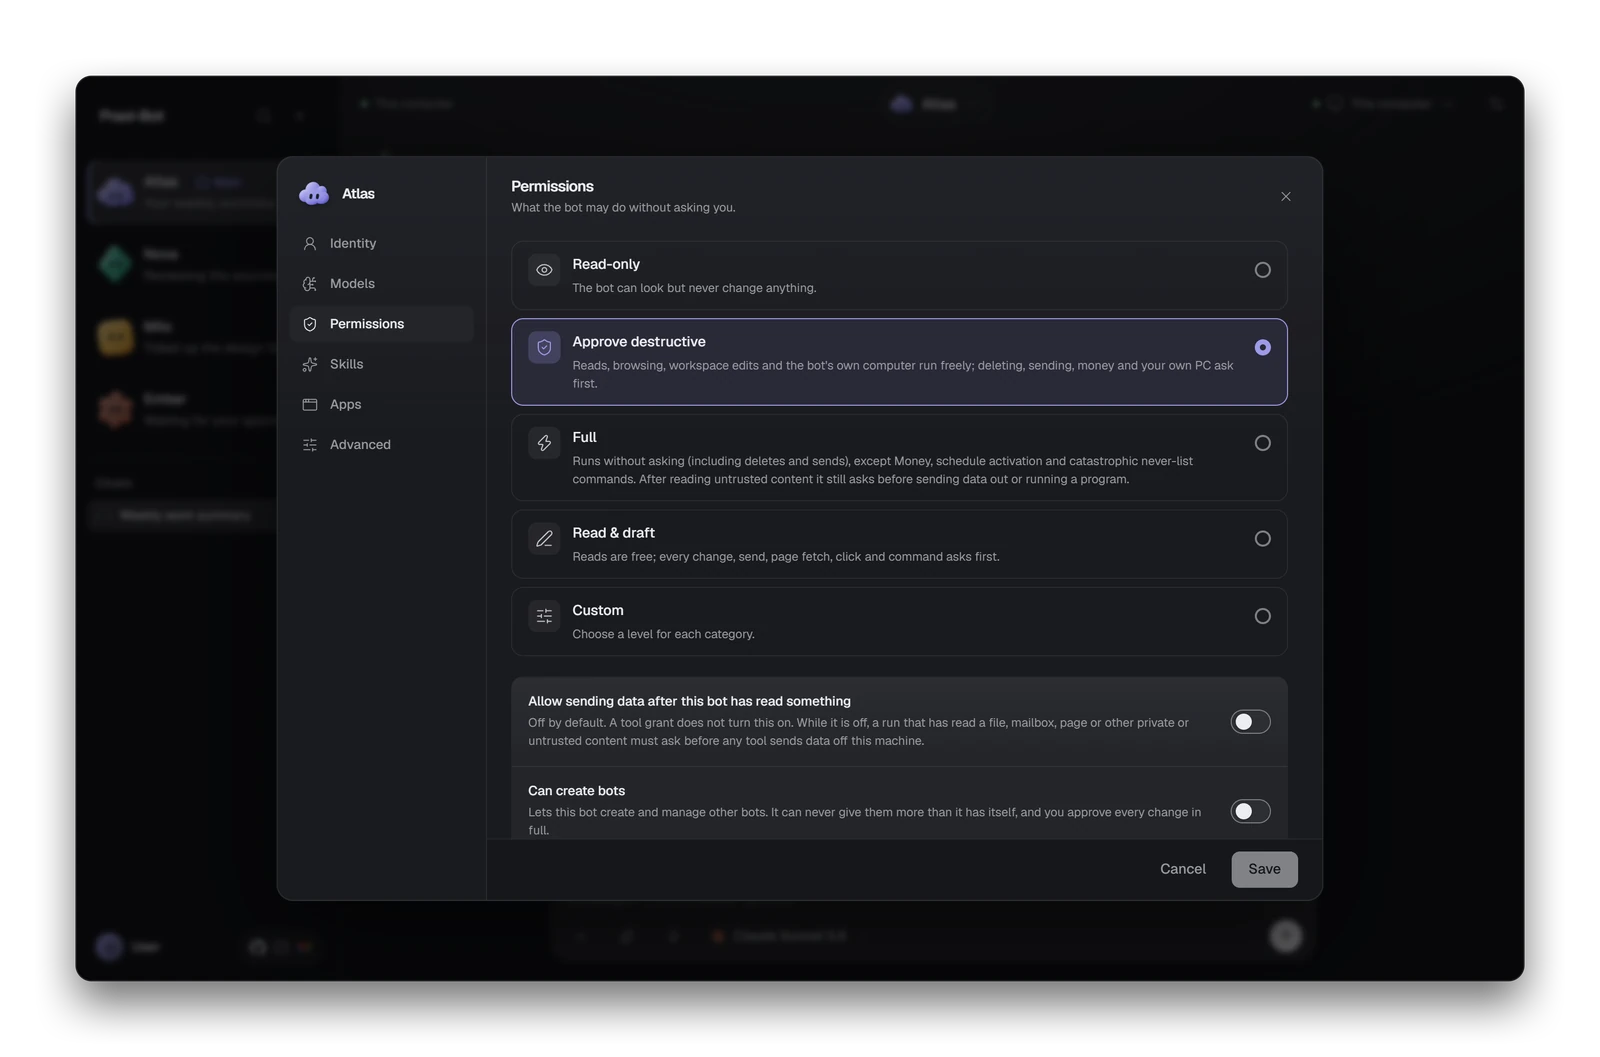 Atlas
Identity
Models
Permissions
Skills
Apps
Advanced
Permissions
What the bot may do without asking you.
Read-only
The bot can look but never change anything.
Approve destructive
Reads, browsing, workspace edits and the bot's own computer run freely; deleting, sending, money and your own PC ask
first.
Full
Runs without asking (including deletes and sends), except Money, schedule activation and catastrophic never-list
commands. After reading untrusted content it still asks before sending data out or running a program.
Read & draft
Reads are free; every change, send, page fetch, click and command asks first.
Custom
Choose a level for each category.
Allow sending data after this bot has read something
Off by default. A tool grant does not turn this on. While it is off, a run that has read a file, mailbox, page or other private or
untrusted content must ask before any tool sends data off this machine.
Can create bots
Lets this bot create and manage other bots. It can never give them more than it has itself, and you approve every change in
full.
Cancel
Save
Atlas
Atlas
Nova
Ember
User